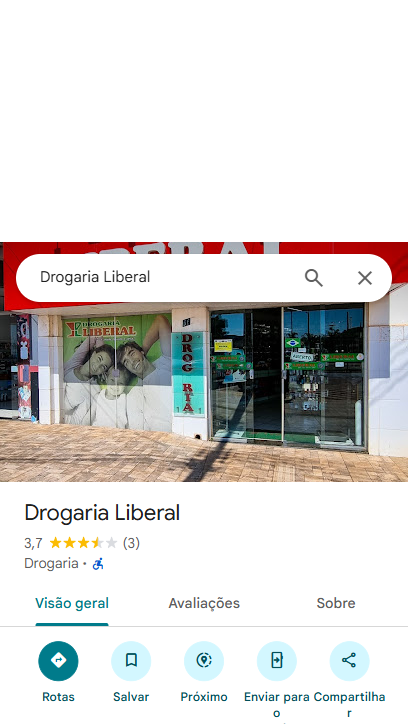 LIBERAL
Drogaria Liberal
DROGARIA
LIBERAL
DROG RIA
ABERTO
Drogaria Liberal
3,7 (3)
Drogaria ·
Visão geral Avaliações Sobre
Rotas Salvar Próximo Enviar para o Compartilhar